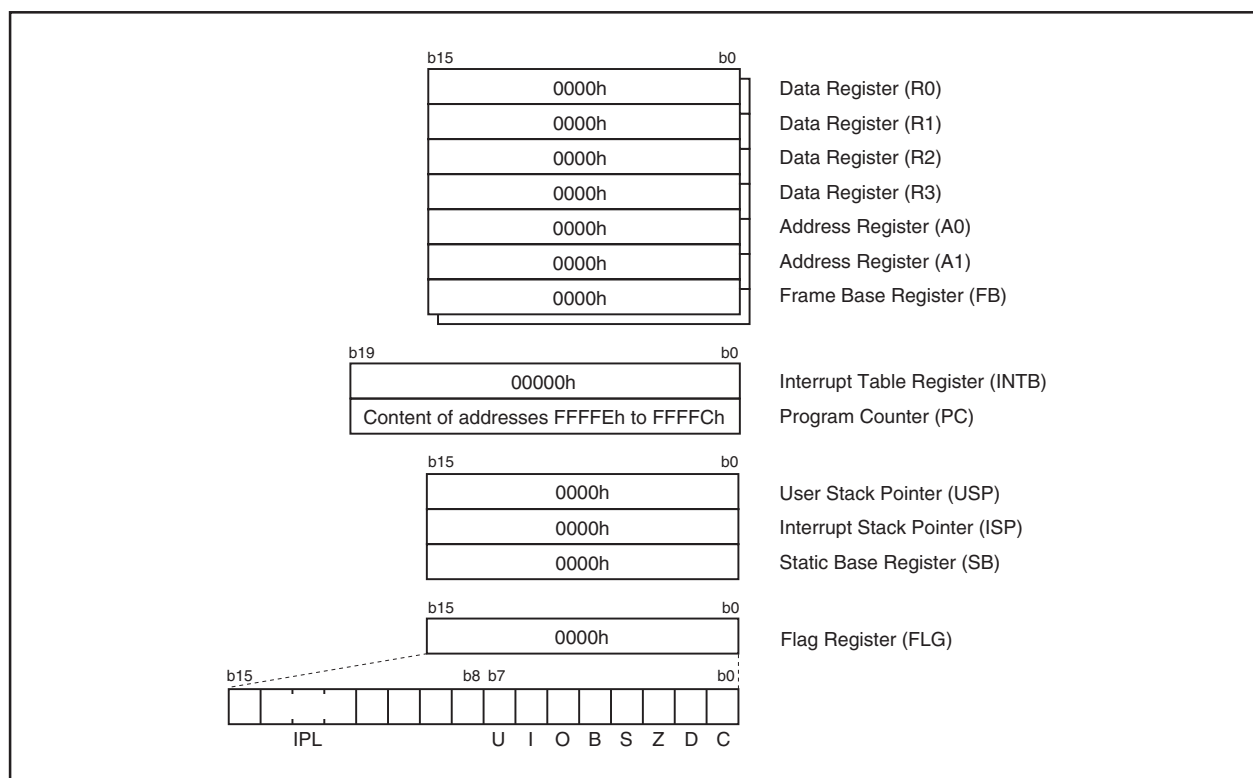 b15 b0
0000h Data Register (R0)
0000h Data Register (R1)
0000h Data Register (R2)
0000h Data Register (R3)
0000h Address Register (A0)
0000h Address Register (A1)
0000h Frame Base Register (FB)
b19 b0
00000h Interrupt Table Register (INTB)
Content of addresses FFFFEh to FFFFCh Program Counter (PC)
b15 b0
0000h User Stack Pointer (USP)
0000h Interrupt Stack Pointer (ISP)
0000h Static Base Register (SB)
b15 b0
0000h Flag Register (FLG)
b15 b8 b7 b0
IPL U I O B S Z D C